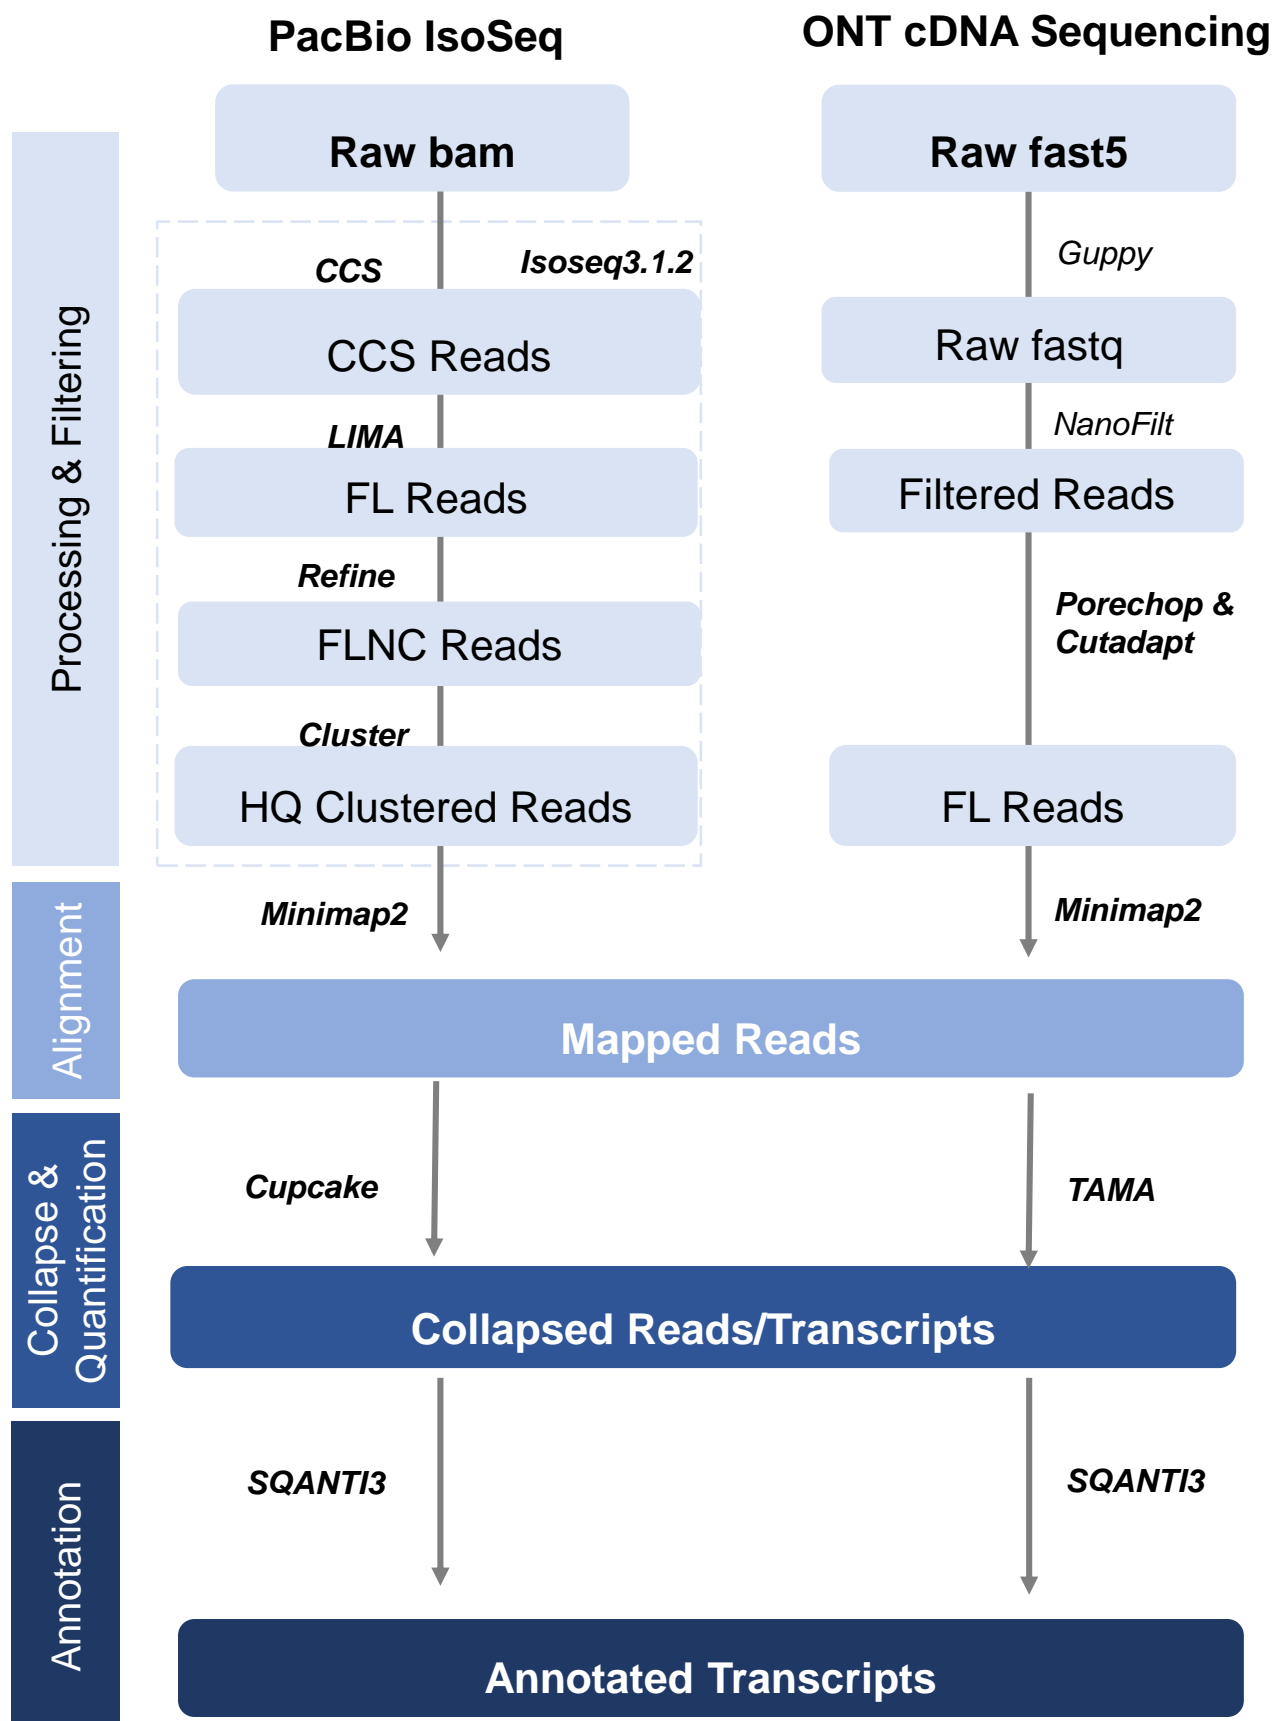 PacBio IsoSeq
ONT cDNA Sequencing
Processing & Filtering
Raw bam
Raw fast5
CCS
Isoseq3.1.2
Guppy
CCS Reads
Raw fastq
LIMA
NanoFilt
FL Reads
Filtered Reads
Refine
Porechop &
Cutadapt
FLNC Reads
Cluster
HQ Clustered Reads
FL Reads
Alignment
Minimap2
Minimap2
Mapped Reads
Collapse &
Quantification
Cupcake
TAMA
Collapsed Reads/Transcripts
Annotation
SQANTI3
SQANTI3
Annotated Transcripts